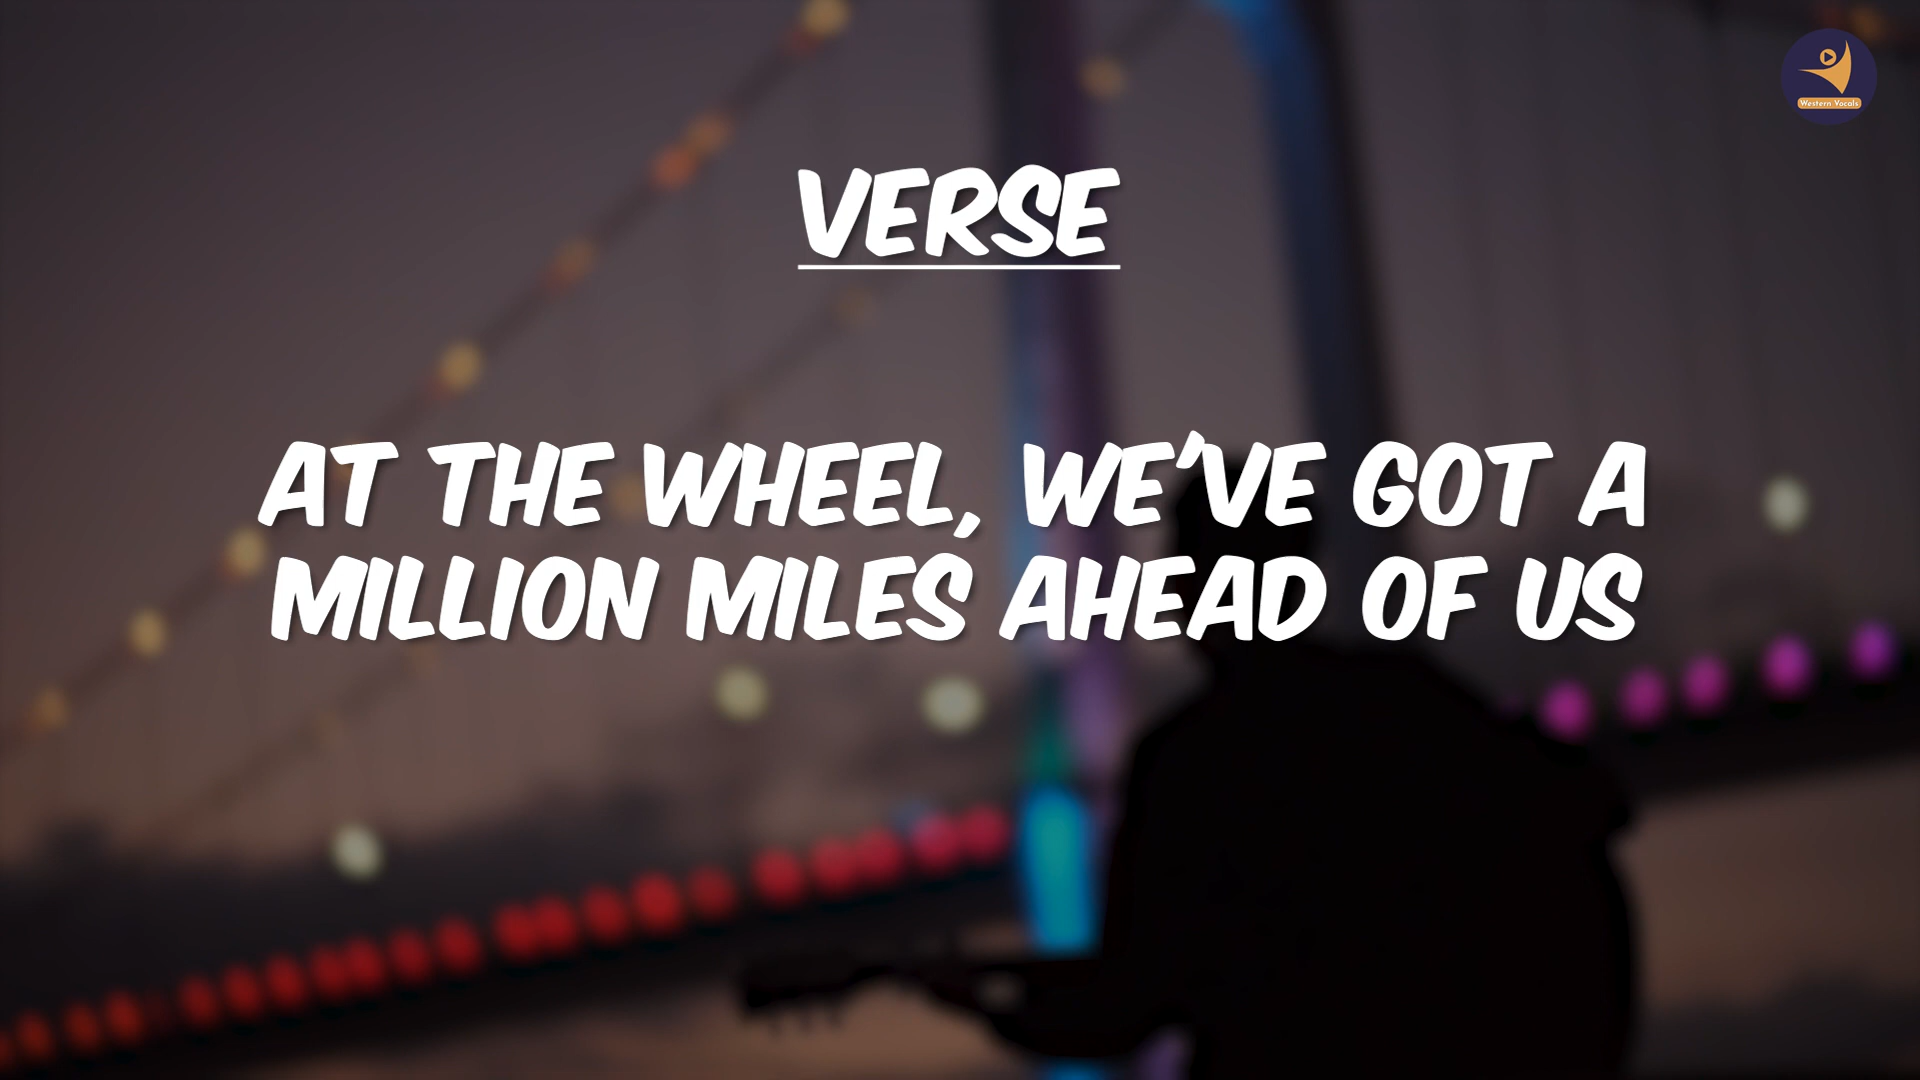 Western Vocals
VERSE
AT THE WHEEL, WE'VE GOT A
MILLION MILES AHEAD OF US